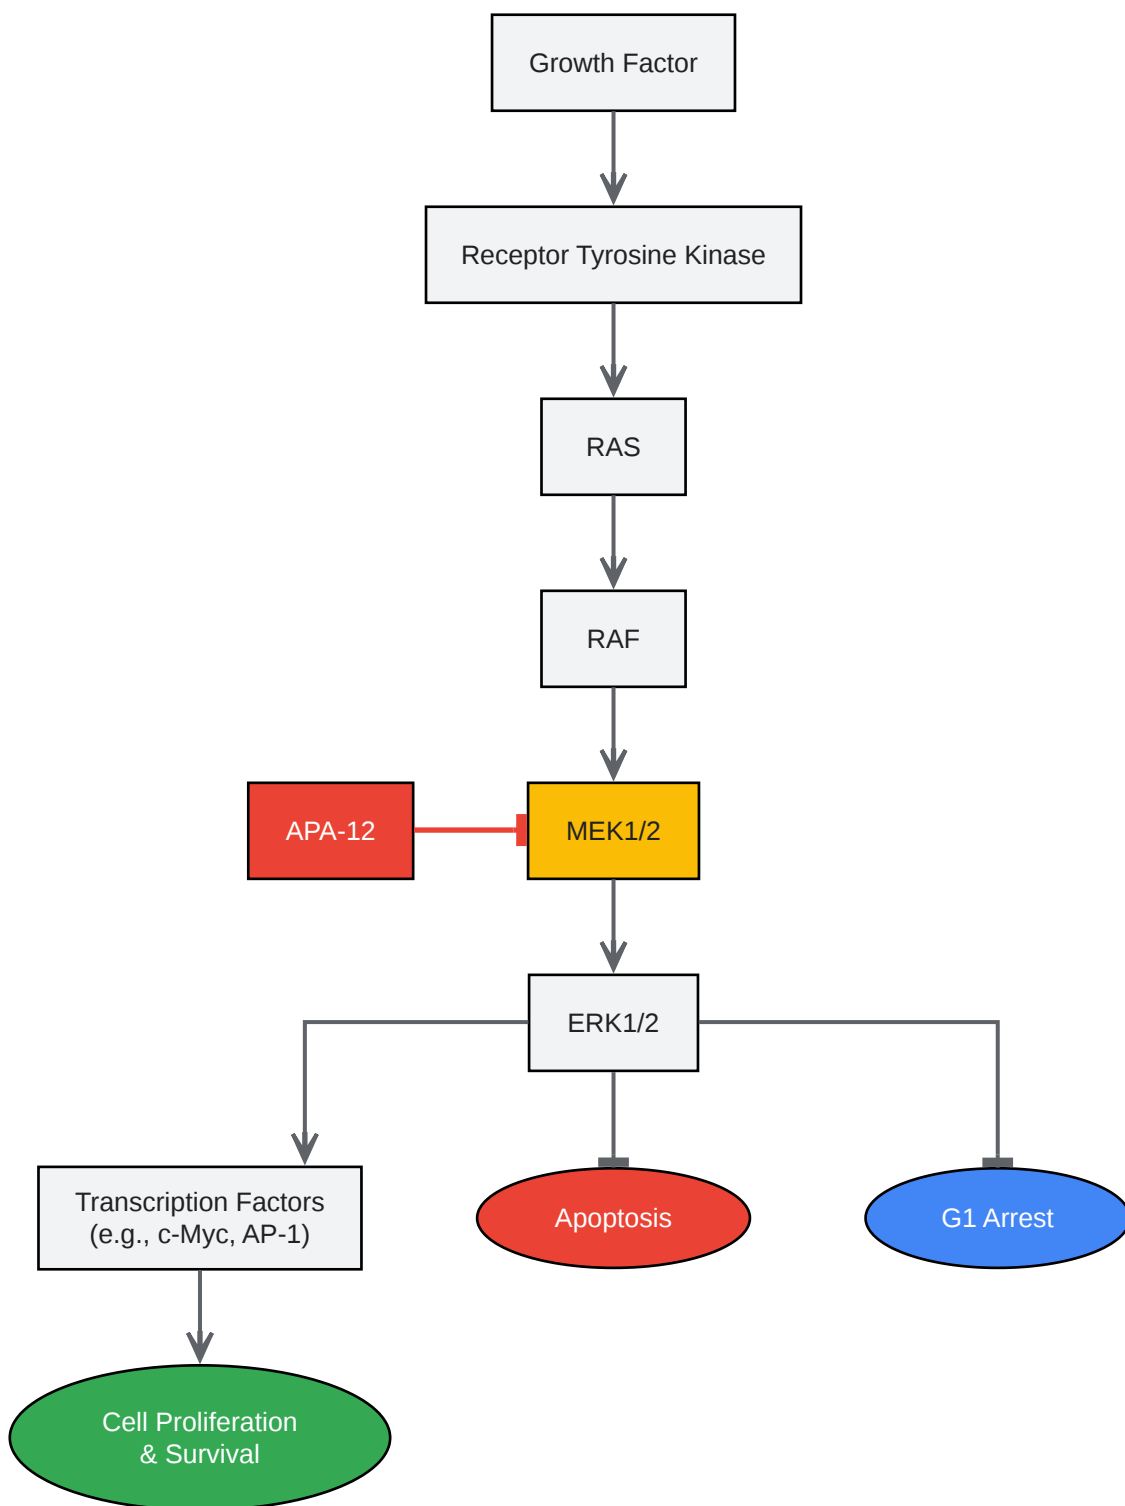 Growth Factor
Receptor Tyrosine Kinase
RAS
RAF
APA-12
MEK1/2
ERK1/2
Transcription Factors
(e.g., c-Myc, AP-1)
Apoptosis
G1 Arrest
Cell Proliferation
& Survival